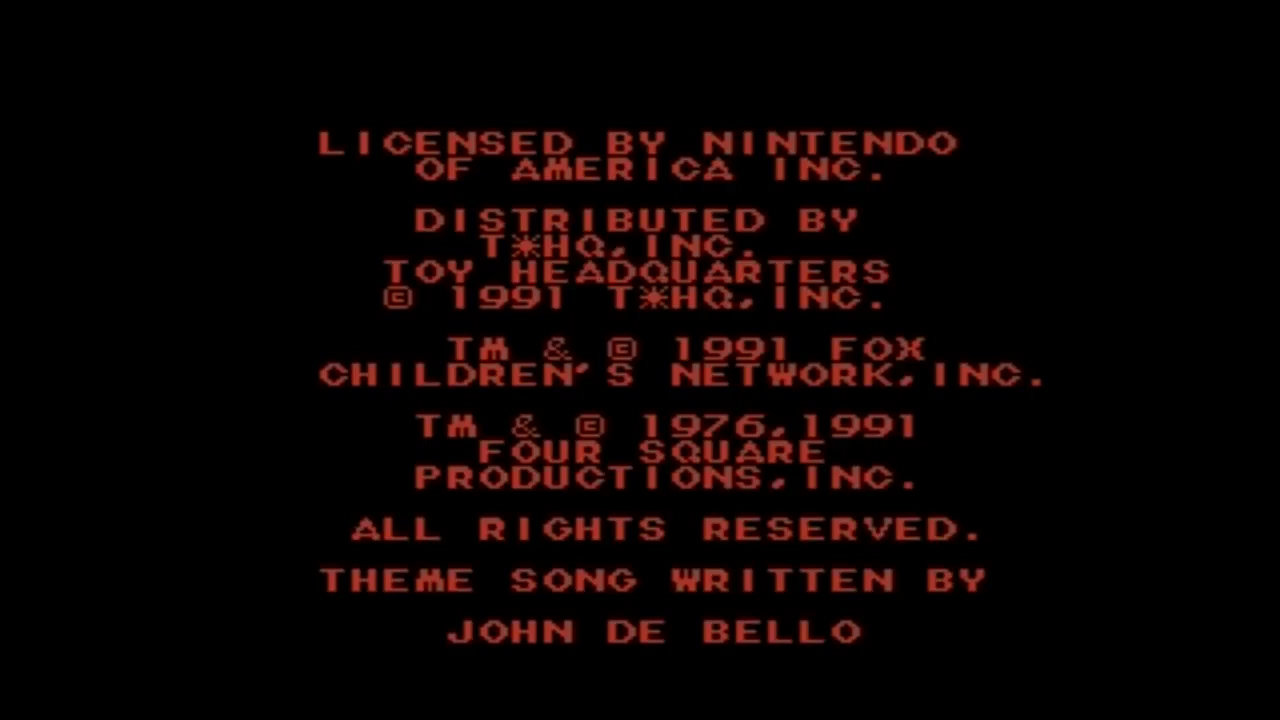 LICENSED BY NINTENDO
OF AMERICA INC.
DISTRIBUTED BY
T*HQ,INC.
TOY HEADQUARTERS
© 1991 T*HQ,INC.
TM & © 1991 FOX
CHILDREN'S NETWORK,INC.
TM & © 1976,1991
FOUR SQUARE
PRODUCTIONS,INC.
ALL RIGHTS RESERVED.
THEME SONG WRITTEN BY
JOHN DE BELLO